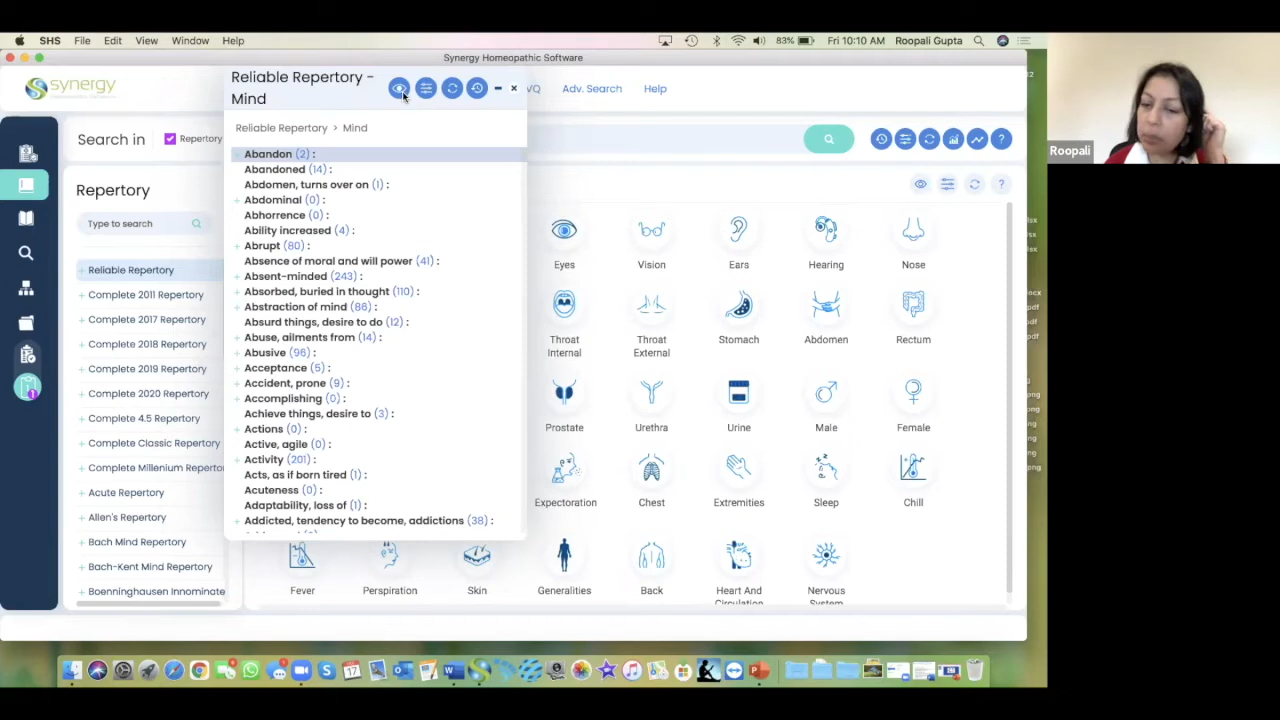 SHS File Edit View Window Help
83% Fri 10:10 AM Roopali Gupta
Synergy Homeopathic Software
synergy
Search in Repertory
Adv. Search Help
Reliable Repertory -
Mind
Reliable Repertory > Mind
Abandon (2) :
Abandoned (14) :
Abdomen, turns over on (1) :
Abdominal (0) :
Abhorrence (0) :
Ability increased (4) :
Abrupt (80) :
Absence of moral and will power (41) :
Absent-minded (243) :
Absorbed, buried in thought (110) :
Abstraction of mind (86) :
Absurd things, desire to do (12) :
Abuse, ailments from (14) :
Abusive (96) :
Acceptance (5) :
Accident, prone (9) :
Accomplishing (0) :
Achieve things, desire to (3) :
Actions (0) :
Active, agile (0) :
Activity (201) :
Acts, as if born tired (1) :
Acuteness (0) :
Adaptability, loss of (1) :
Addicted, tendency to become, addictions (38) :
Repertory
Type to search
Reliable Repertory
Complete 2011 Repertory
Complete 2017 Repertory
Complete 2018 Repertory
Complete 2019 Repertory
Complete 2020 Repertory
Complete 4.5 Repertory
Complete Classic Repertory
Complete Millenium Repertor
Acute Repertory
Allen's Repertory
Bach Mind Repertory
Bach-Kent Mind Repertory
Boenninghausen Innominate
Eyes Vision Ears Hearing Nose
Throat Internal Throat External Stomach Abdomen Rectum
Prostate Urethra Urine Male Female
Expectoration Chest Extremities Sleep Chill
Fever Perspiration Skin Generalities Back Heart And Circulation Nervous System
Roopali